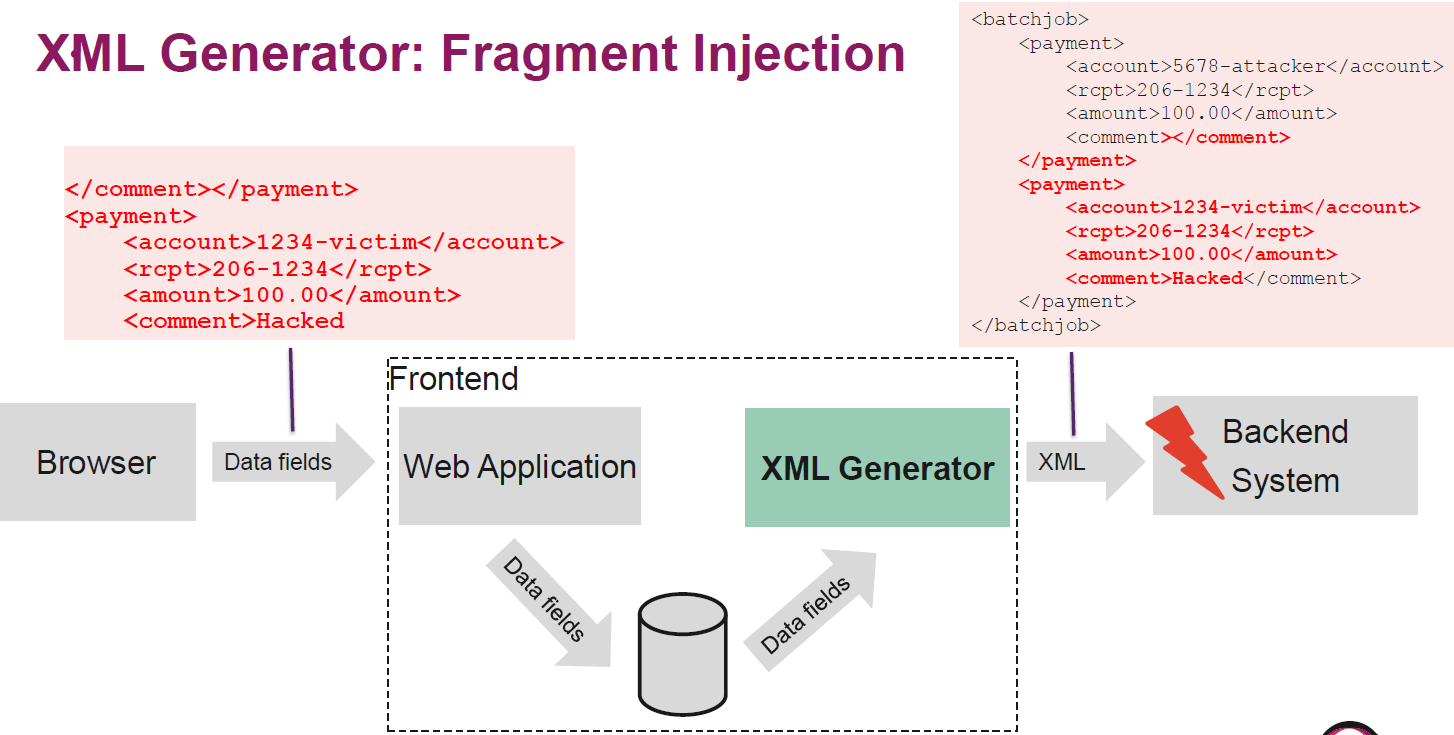 XML Generator: Fragment Injection
</comment></payment>
<payment>
<account>1234-victim</account>
<rcpt>206-1234</rcpt>
<amount>100.00</amount>
<comment>Hacked
<batchjob>
<payment>
<account>5678-attacker</account>
<rcpt>206-1234</rcpt>
<amount>100.00</amount>
<comment></comment>
</payment>
<payment>
<account>1234-victim</account>
<rcpt>206-1234</rcpt>
<amount>100.00</amount>
<comment>Hacked</comment>
</payment>
</batchjob>
Frontend
Browser
Data fields
Web Application
XML Generator
XML
Backend
System
Data fields
Data fields